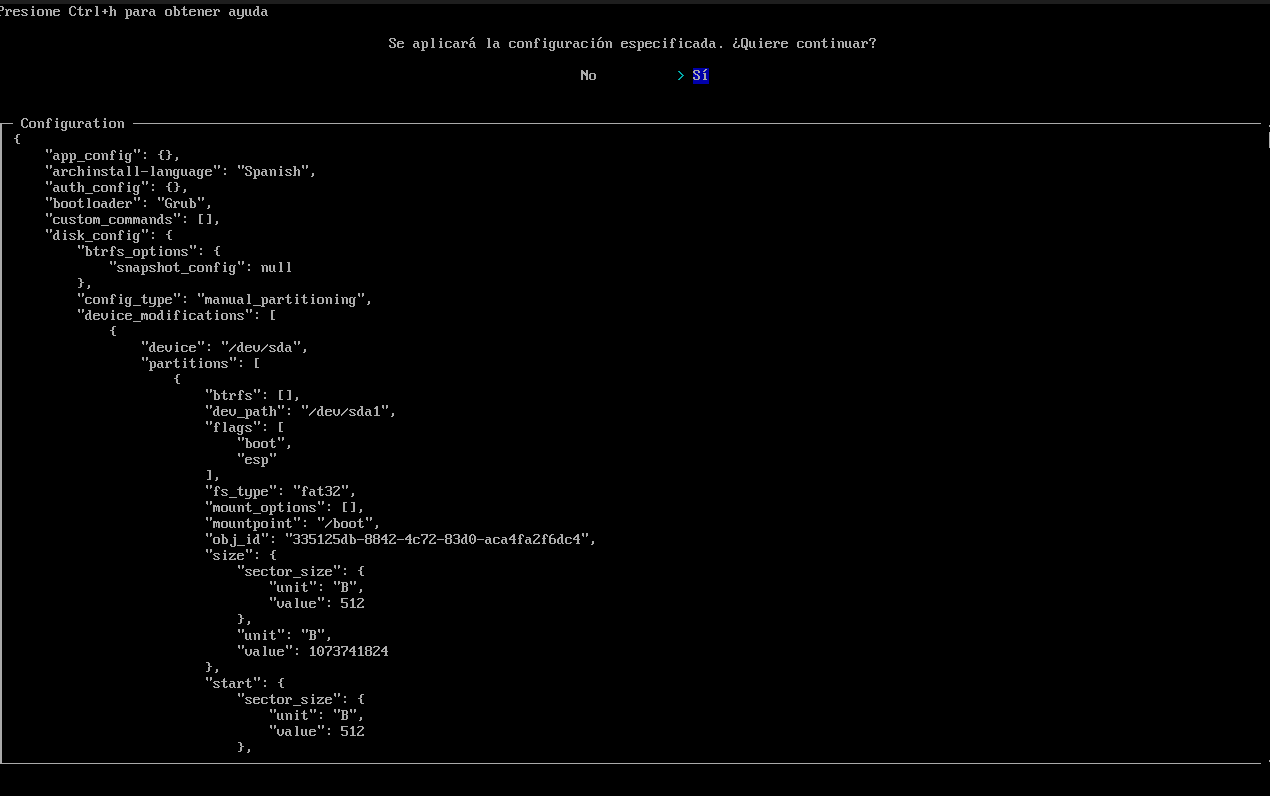 Presione Ctrl+h para obtener ayuda
Se aplicará la configuración especificada. ¿Quiere continuar?
No > Sí
Configuration
{
    "app_config": {},
    "archinstall-language": "Spanish",
    "auth_config": {},
    "bootloader": "Grub",
    "custom_commands": [],
    "disk_config": {
        "btrfs_options": {
            "snapshot_config": null
        },
        "config_type": "manual_partitioning",
        "device_modifications": [
            {
                "device": "/dev/sda",
                "partitions": [
                    {
                        "btrfs": [],
                        "dev_path": "/dev/sda1",
                        "flags": [
                            "boot",
                            "esp"
                        ],
                        "fs_type": "fat32",
                        "mount_options": [],
                        "mountpoint": "/boot",
                        "obj_id": "335125db-8842-4c72-83d0-aca4fa2f6dc4",
                        "size": {
                            "sector_size": {
                                "unit": "B",
                                "value": 512
                            },
                            "unit": "B",
                            "value": 1073741824
                        },
                        "start": {
                            "sector_size": {
                                "unit": "B",
                                "value": 512
                            },